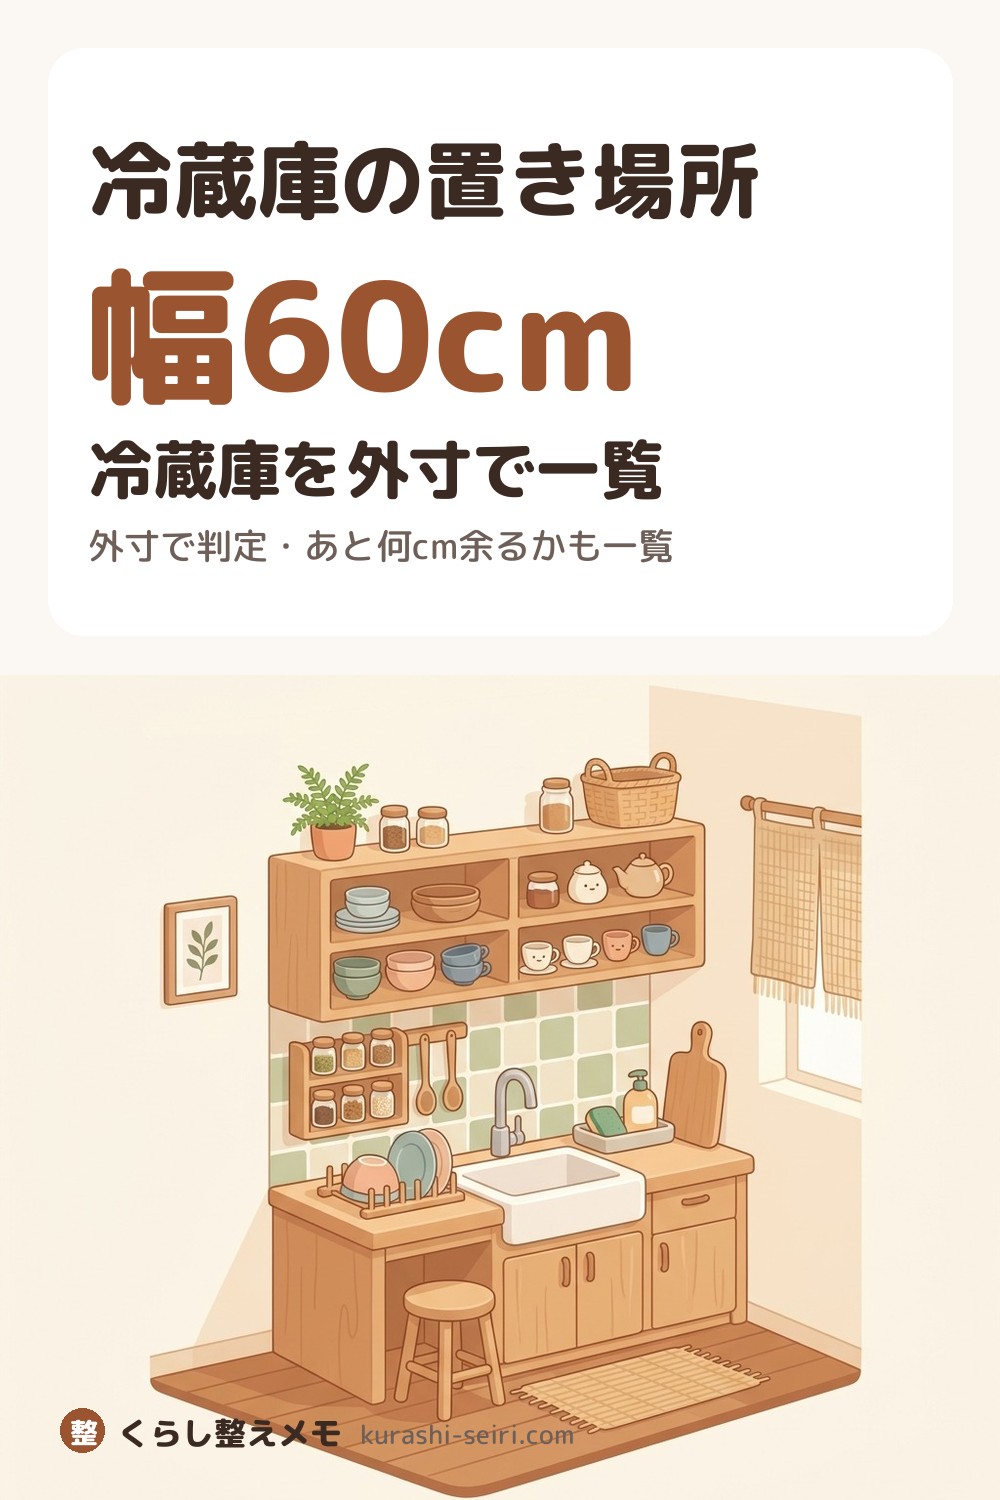 冷蔵庫の置き場所
幅60cm
冷蔵庫を外寸で一覧
外寸で判定・あと何cm余るかも一覧
整 くらし整えメモ kurashi-seiri.com